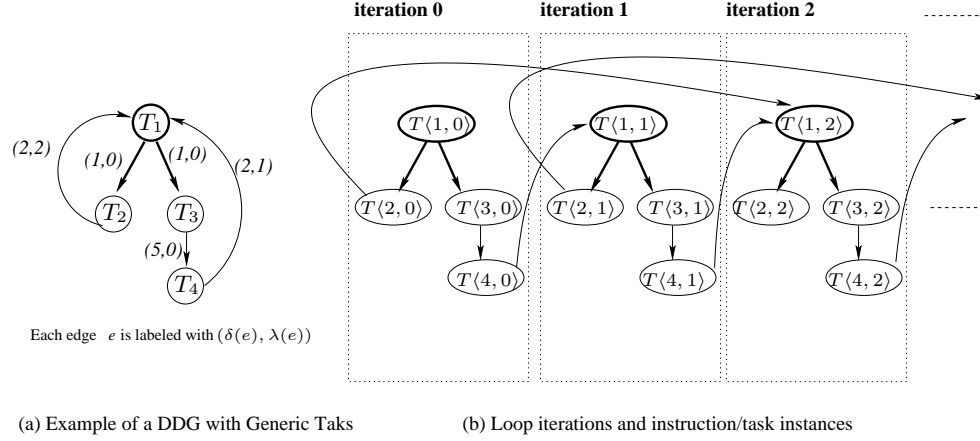 iteration 0
iteration 1
iteration 2
T₁
(2,2)
(1,0)
(1,0)
(2,1)
T₂
T₃
(5,0)
T₄
Each edge e is labeled with (δ(e), λ(e))
T⟨1, 0⟩
T⟨1, 1⟩
T⟨1, 2⟩
T⟨2, 0⟩
T⟨3, 0⟩
T⟨2, 1⟩
T⟨3, 1⟩
T⟨2, 2⟩
T⟨3, 2⟩
T⟨4, 0⟩
T⟨4, 1⟩
T⟨4, 2⟩
(a) Example of a DDG with Generic Taks
(b) Loop iterations and instruction/task instances